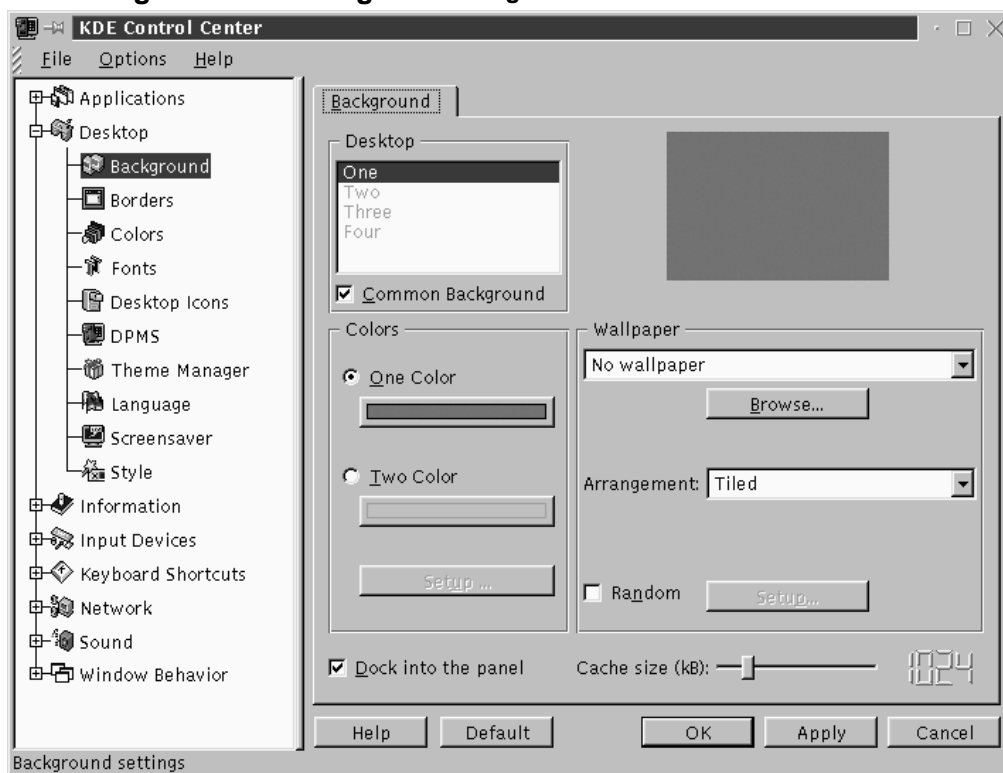 KDE Control Center
File Options Help
Applications
Desktop
Background
Borders
Colors
Fonts
Desktop Icons
DPMS
Theme Manager
Language
Screensaver
Style
Information
Input Devices
Keyboard Shortcuts
Network
Sound
Window Behavior
Background
Desktop
One
Two
Three
Four
Common Background
Colors
One Color
Two Color
Setup ...
Wallpaper
No wallpaper
Browse...
Arrangement: Tiled
Random Setup...
Dock into the panel
Cache size (kB): 1024
Help Default OK Apply Cancel
Background settings